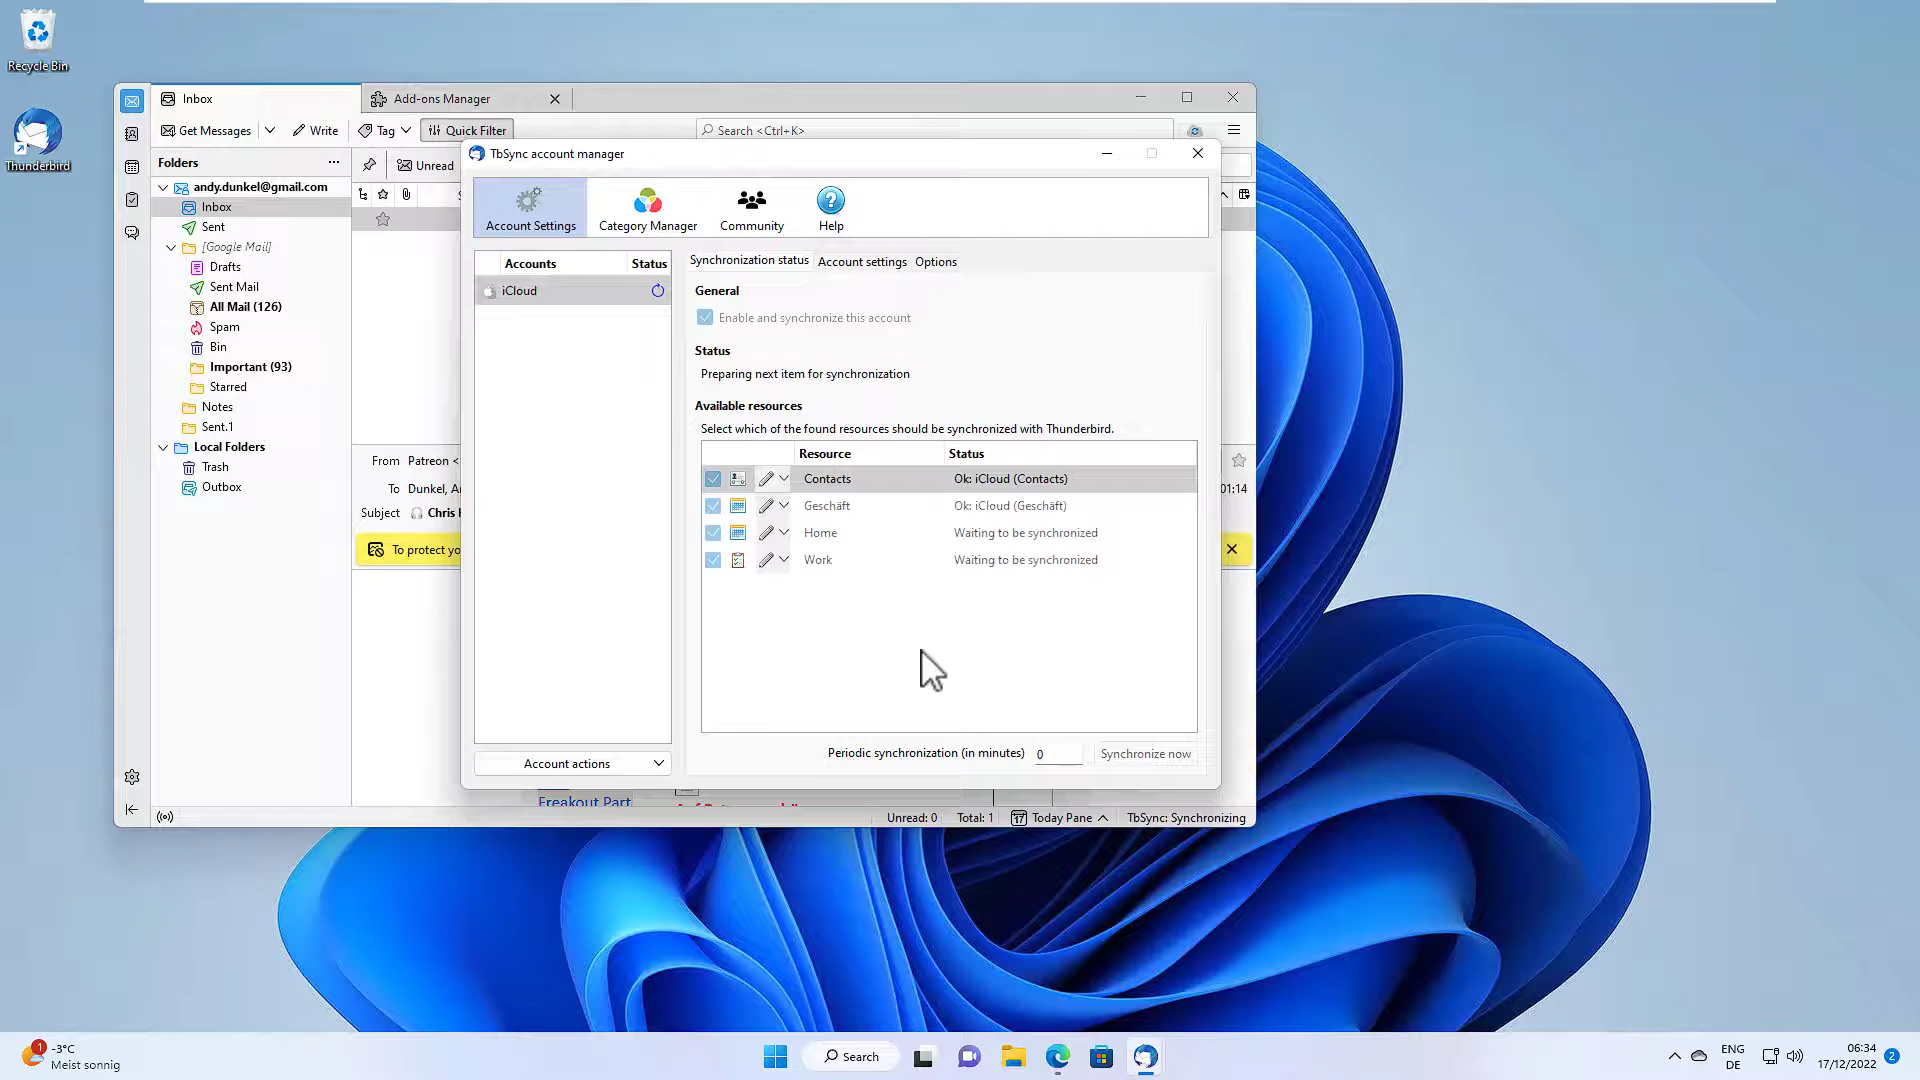 Recycle Bin
Thunderbird
Inbox
Add-ons Manager
Get Messages
Write
Tag
Quick Filter
Search <Ctrl+K>
Folders
Unread
andy.dunkel@gmail.com
Inbox
Sent
[Google Mail]
Drafts
Sent Mail
All Mail (126)
Spam
Bin
Important (93)
Starred
Notes
Sent.1
Local Folders
Trash
Outbox
From Patreon <
To Dunkel, A
Subject Chris
01:14
To protect yo
Freakout Part
Unread: 0
Total: 1
17
Today Pane
TbSync: Synchronizing
TbSync account manager
Account Settings
Category Manager
Community
?
Help
Accounts
Status
iCloud
Synchronization status
Account settings
Options
General
Enable and synchronize this account
Status
Preparing next item for synchronization
Available resources
Select which of the found resources should be synchronized with Thunderbird.
Resource
Status
Contacts
Ok: iCloud (Contacts)
Geschäft
Ok: iCloud (Geschäft)
Home
Waiting to be synchronized
Work
Waiting to be synchronized
Periodic synchronization (in minutes)
0
Synchronize now
Account actions
1
-3°C
Meist sonnig
Search
ENG
DE
06:34
17/12/2022
2